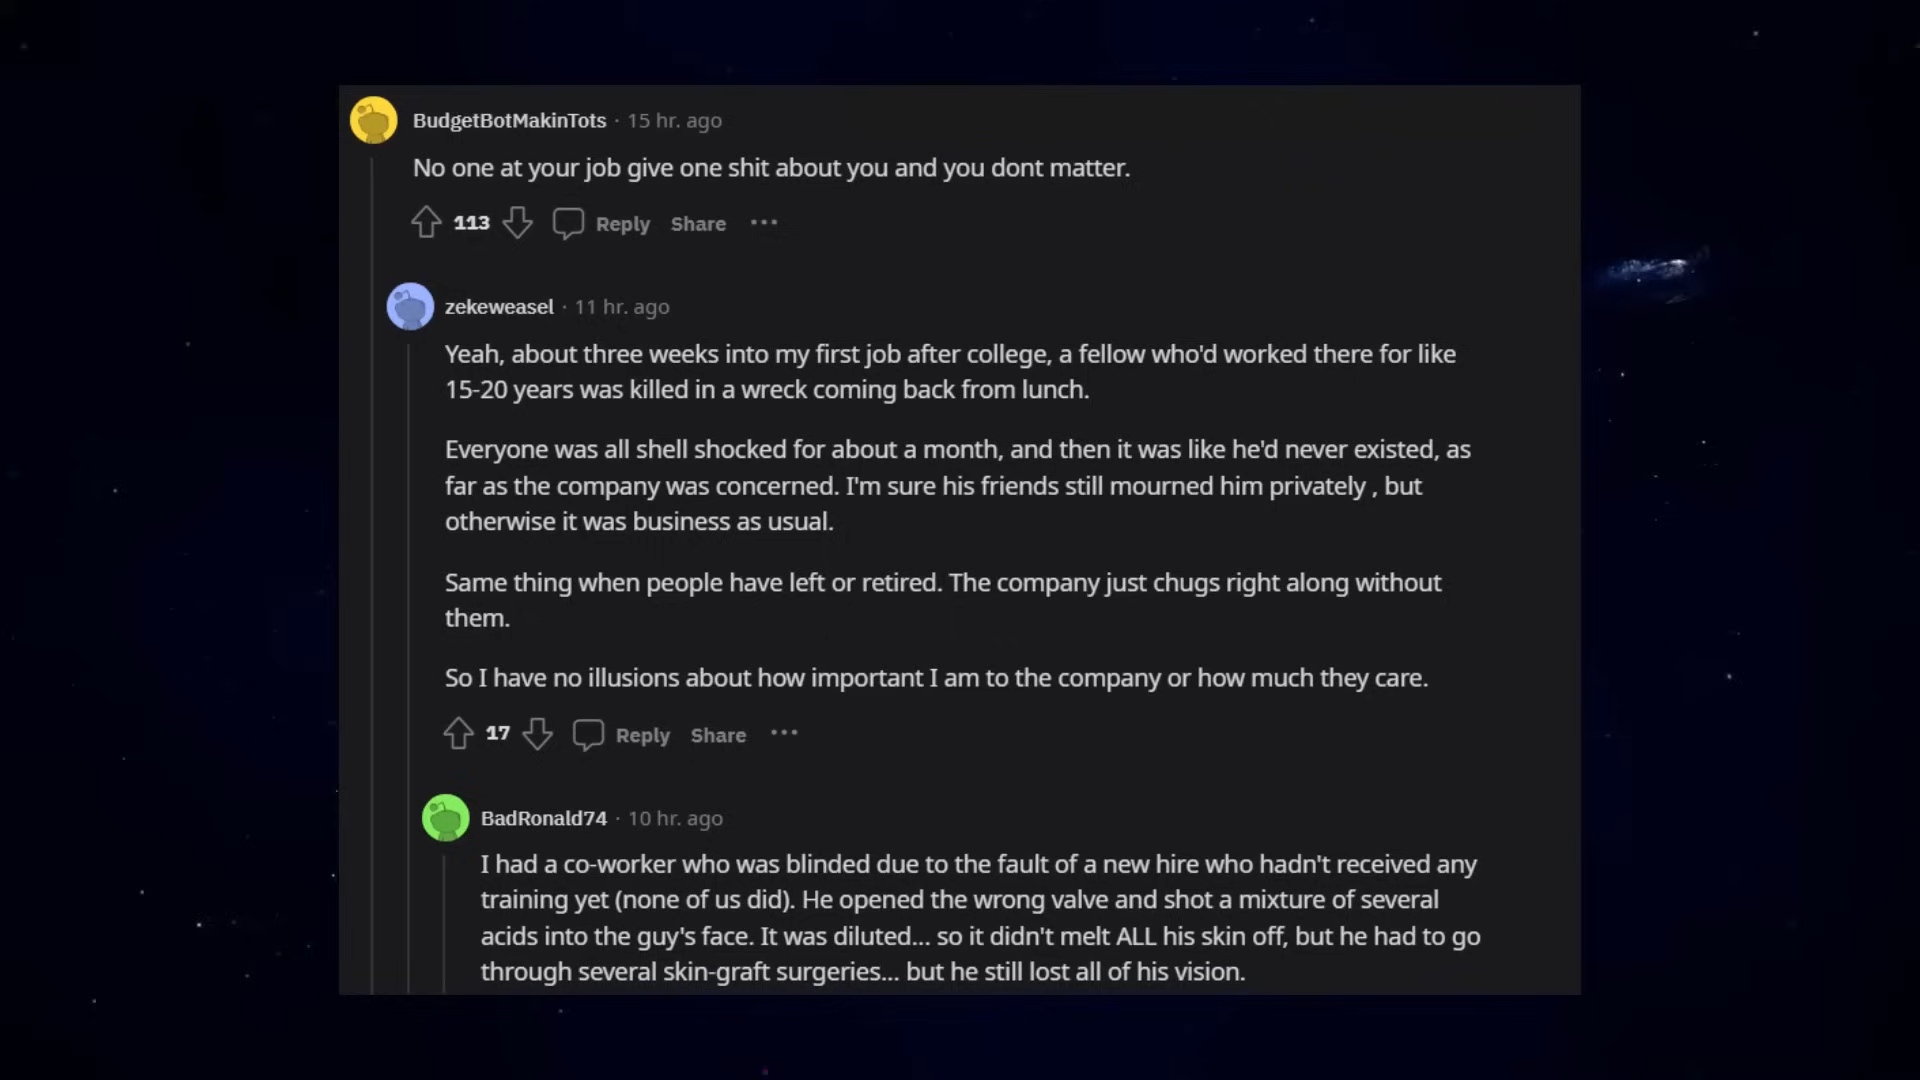 BudgetBotMakinTots · 15 hr. ago
No one at your job give one shit about you and you dont matter.
113 Reply Share ···
zekeweasel · 11 hr. ago
Yeah, about three weeks into my first job after college, a fellow who'd worked there for like
15-20 years was killed in a wreck coming back from lunch.
Everyone was all shell shocked for about a month, and then it was like he'd never existed, as
far as the company was concerned. I'm sure his friends still mourned him privately , but
otherwise it was business as usual.
Same thing when people have left or retired. The company just chugs right along without
them.
So I have no illusions about how important I am to the company or how much they care.
17 Reply Share ···
BadRonald74 · 10 hr. ago
I had a co-worker who was blinded due to the fault of a new hire who hadn't received any
training yet (none of us did). He opened the wrong valve and shot a mixture of several
acids into the guy's face. It was diluted... so it didn't melt ALL his skin off, but he had to go
through several skin-graft surgeries... but he still lost all of his vision.